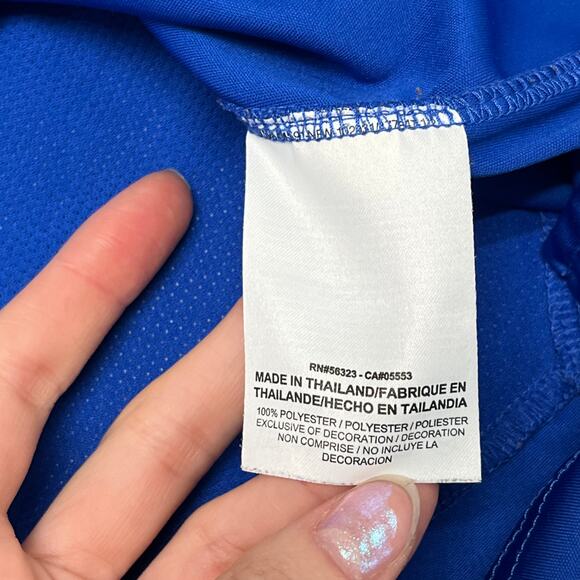 RN#56323 - CA#05553
MADE IN THAILAND/FABRIQUE EN
THAILANDE/HECHO EN TAILANDIA
100% POLYESTER / POLYESTER / POLIESTER
EXCLUSIVE OF DECORATION / DECORATION
NON COMPRISE / NO INCLUYE LA
DECORACION